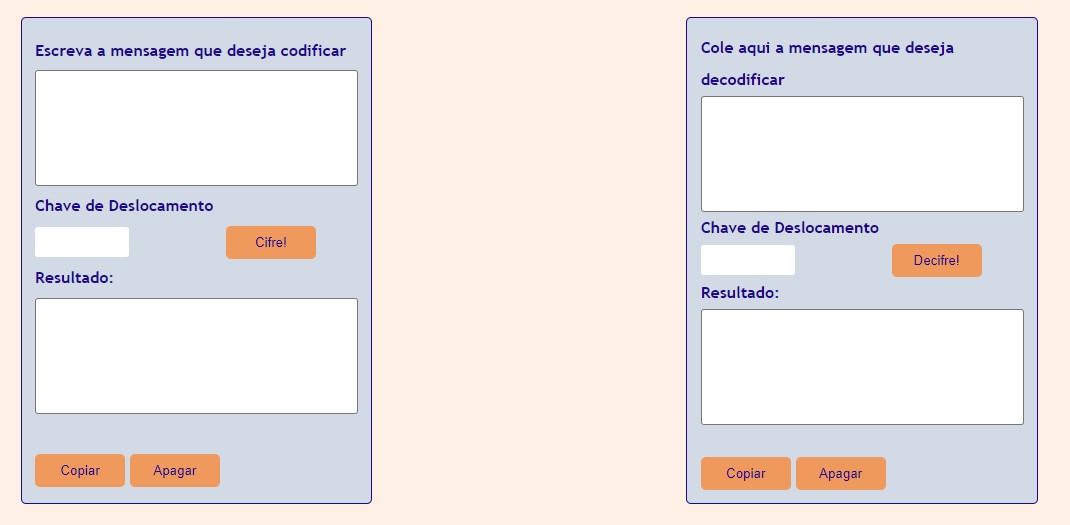 Escreva a mensagem que deseja codificar
Chave de Deslocamento
Cifre!
Resultado:
Copiar Apagar
Cole aqui a mensagem que deseja
decodificar
Chave de Deslocamento
Decifre!
Resultado:
Copiar Apagar